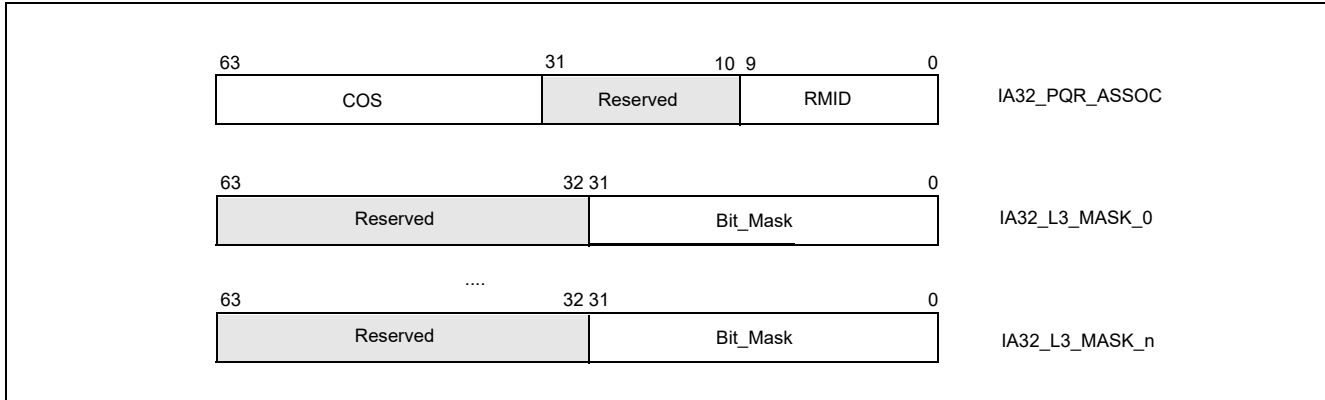 63 31 10 9 0
COS Reserved RMID IA32_PQR_ASSOC
63 32 31 0
Reserved Bit_Mask IA32_L3_MASK_0
....
63 32 31 0
Reserved Bit_Mask IA32_L3_MASK_n